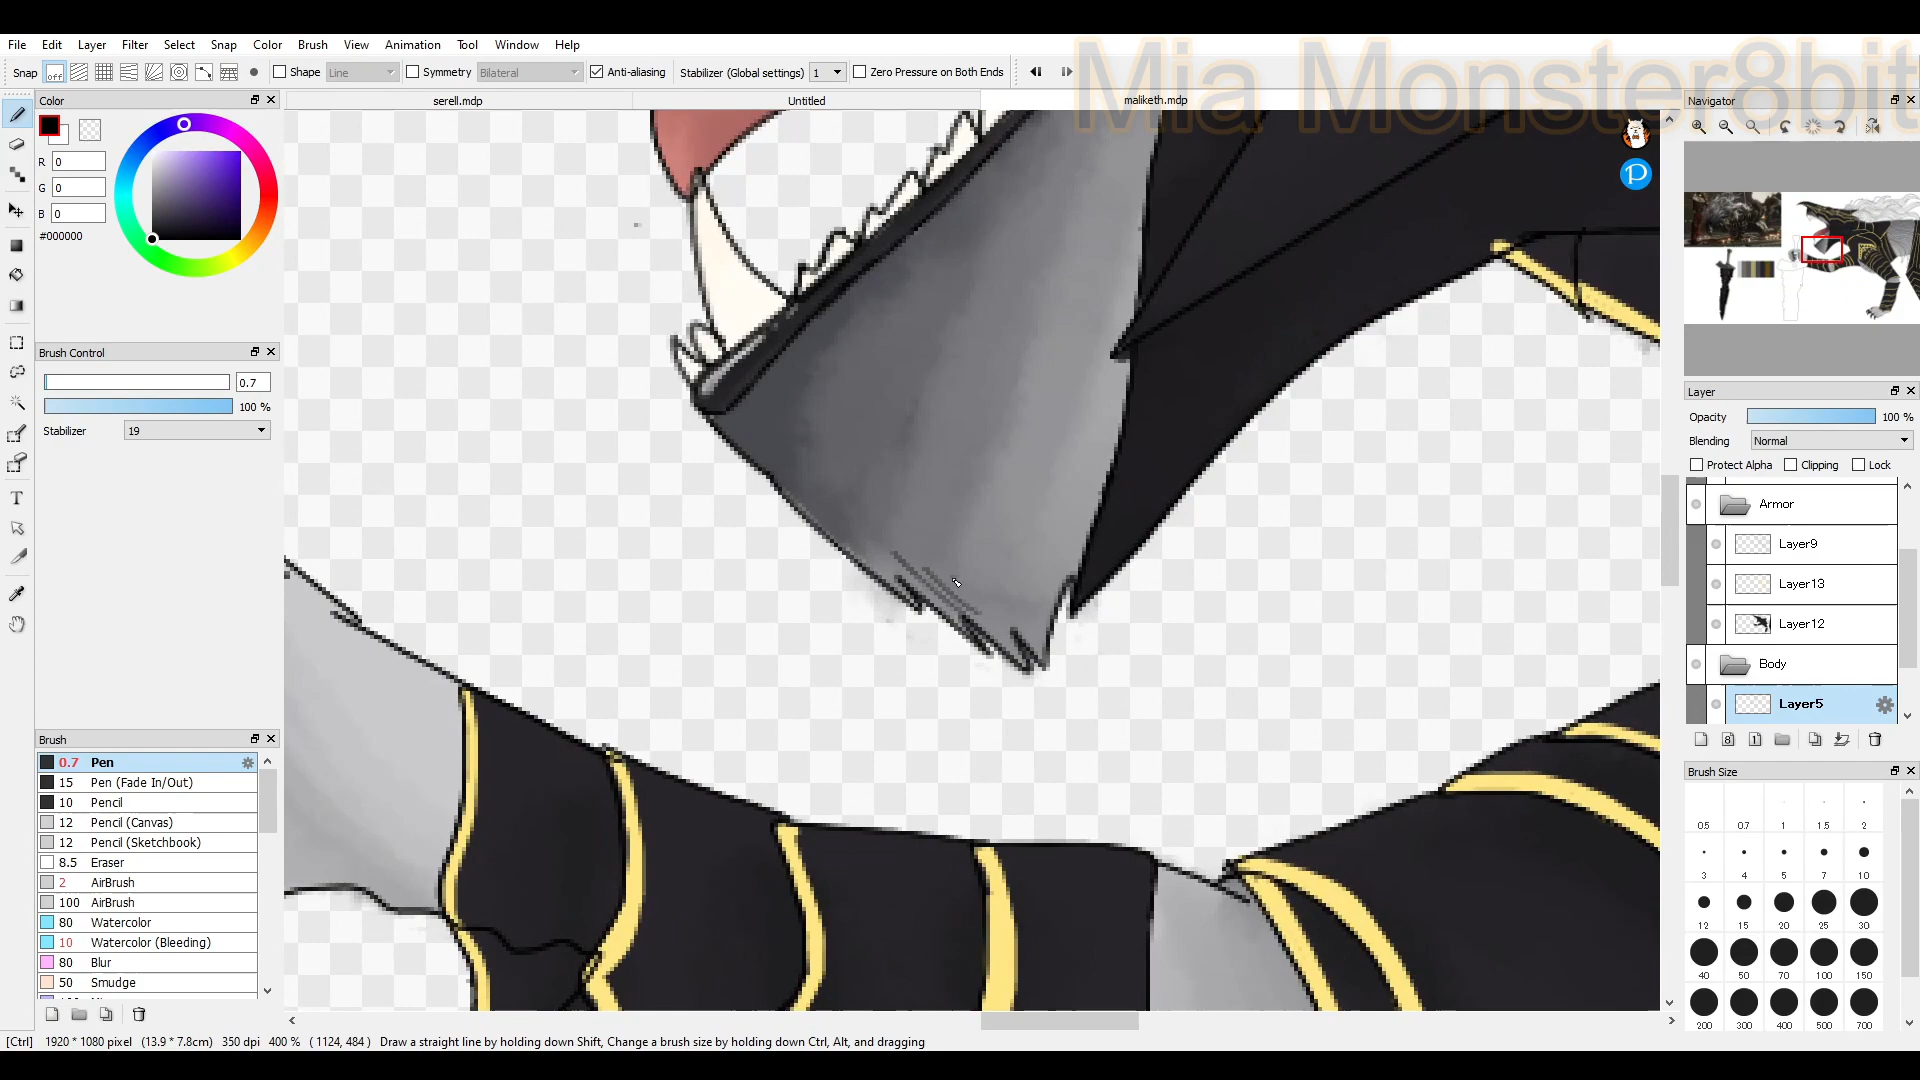 File Edit Layer Filter Select Snap Color Brush View Animation Tool Window Help
Snap off Shape Line Symmetry Bilateral Anti-aliasing Stabilizer (Global settings) 1 Zero Pressure on Both Ends
Mia Monster8bit
Color
serell.mdp
Untitled
maliketh.mdp
Navigator
R 0
G 0
B 0
#000000
P
Brush Control
0.7
100 %
Stabilizer 19
Layer
Opacity 100 %
Blending Normal
Protect Alpha Clipping Lock
Armor
Layer9
Layer13
Layer12
Body
Layer5
Brush
0.7 Pen
15 Pen (Fade In/Out)
10 Pencil
12 Pencil (Canvas)
12 Pencil (Sketchbook)
8.5 Eraser
2 AirBrush
100 AirBrush
80 Watercolor
10 Watercolor (Bleeding)
80 Blur
50 Smudge
Brush Size
0.5 0.7 1 1.5 2
3 4 5 7 10
12 15 20 25 30
40 50 70 100 150
200 300 400 500 700
[Ctrl] 1920 * 1080 pixel (13.9 * 7.8cm) 350 dpi 400 % ( 1124, 484 ) Draw a straight line by holding down Shift, Change a brush size by holding down Ctrl, Alt, and dragging